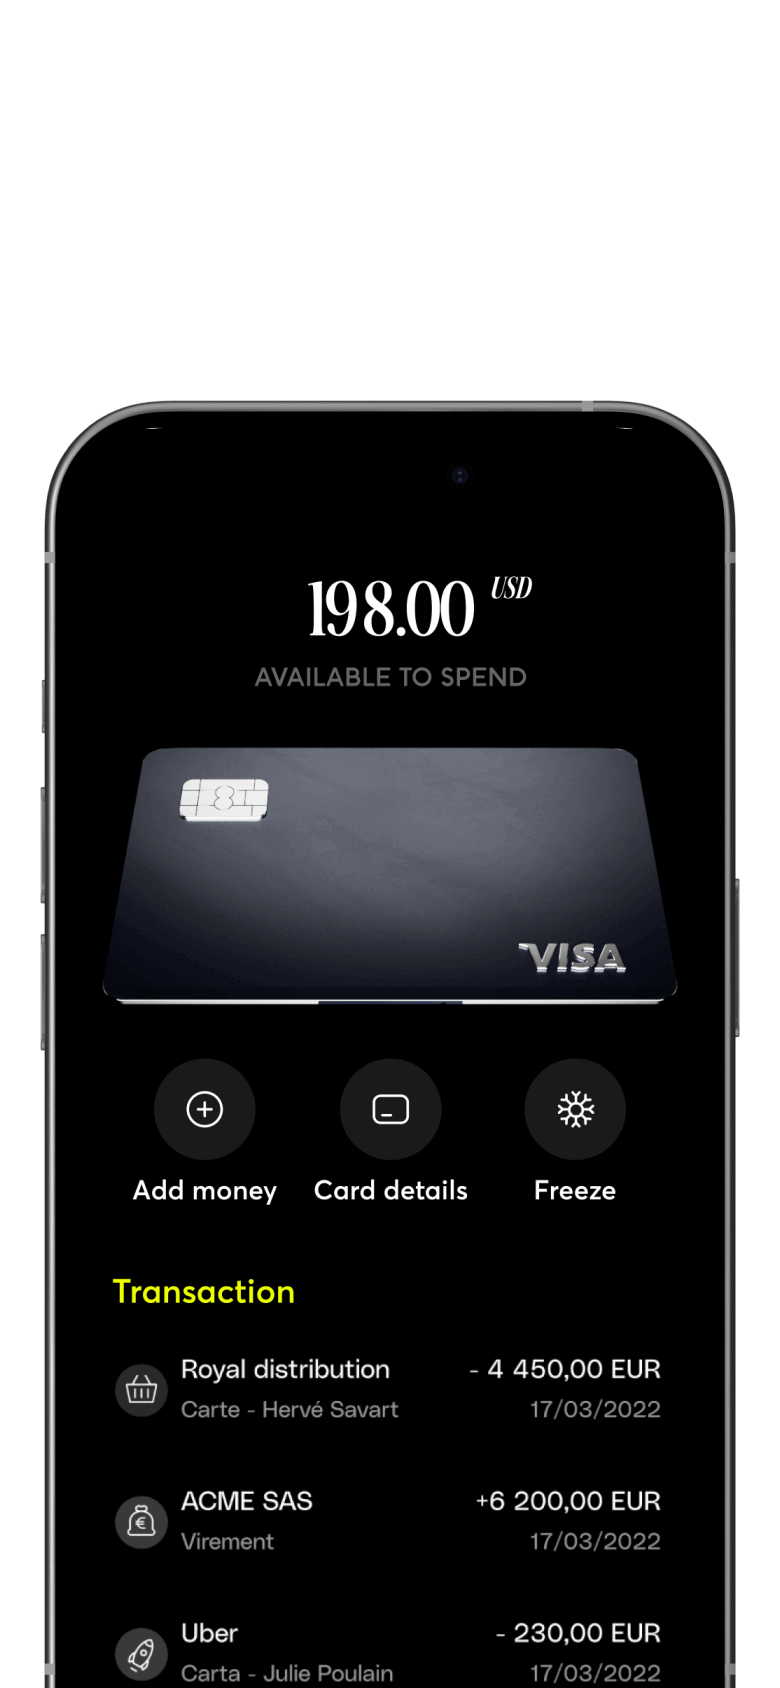 198.00 USD
AVAILABLE TO SPEND
VISA
Add money
Card details
Freeze
Transaction
Royal distribution
- 4 450,00 EUR
Carte - Hervé Savart
17/03/2022
ACME SAS
+6 200,00 EUR
Virement
17/03/2022
Uber
- 230,00 EUR
Carta - Julie Poulain
17/03/2022